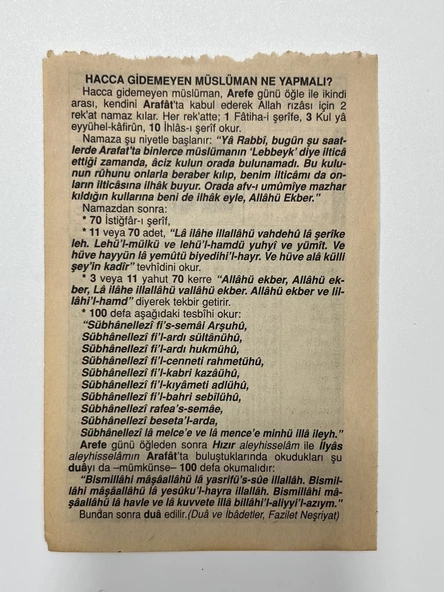 HACCA GİDEMEYEN MÜSLÜMAN NE YAPMALI?
Hacca gidemeyen müslüman, Arefe günü öğle ile ikindi
arası, kendini Arafât'ta kabul ederek Allah rızâsı için 2
rek'at namaz kılar. Her rek'atte; 1 Fâtiha-i şerîfe, 3 Kul yâ
eyyühel-kâfirûn, 10 İhlâs-ı şerîf okur.
Namaza şu niyetle başlanır: "Yâ Rabbî, bugün şu saat-
lerde Arafat'ta binlerce müslümanın 'Lebbeyk' diye ilticâ
ettiği zamanda, âciz kulun orada bulunamadı. Bu kulu-
nun rûhunu onlarla beraber kılıp, benim ilticâmı da on-
ların ilticâsına ilhâk buyur. Orada afv-ı umûmîye mazhar
kıldığın kullarına beni de ilhâk eyle, Allâhü Ekber."
Namazdan sonra:
* 70 İstiğfâr-ı şerîf,
* 11 veya 70 adet, "Lâ ilâhe illallâhü vahdehû lâ şerîke
leh. Lehü'l-mülkü ve lehü'l-hamdü yuhyî ve yümît. Ve
hüve hayyün lâ yemûtü biyedihi'l-hayr. Ve hüve alâ külli
şey'in kadîr" tevhîdini okur.
* 3 veya 11 yahut 70 kerre "Allâhü ekber, Allâhü ek-
ber, Lâ ilâhe illallâhü vallâhü ekber. Allâhü ekber ve lil-
lâhi'l-hamd" diyerek tekbir getirir.
* 100 defa aşağıdaki tesbîhi okur:
"Sübhânellezî fi's-semâi Arşuhû,
Sübhânellezî fi'l-ardı sültânühû,
Sübhânellezî fi'l-ardı hukmühû,
Sübhânellezî fi'l-cenneti rahmetühû,
Sübhânellezî fi'l-kabri kazâühû,
Sübhânellezî fi'l-kıyâmeti adlühû,
Sübhânellezî fi'l-bahri sebîlühû,
Sübhânellezî rafea's-semâe,
Sübhânellezî beseta'l-arda,
Sübhânellezî lâ melce'e ve lâ mence'e minhü illâ ileyh."
Arefe günü öğleden sonra Hızır aleyhisselâm ile İlyâs
aleyhisselâmın Arafât'ta buluştuklarında okudukları şu
duâyı da –mümkünse– 100 defa okumalıdır:
"Bismillâhi mâşaallâhü lâ yasrifü's-sûe illallah. Bismil-
lâhi mâşaallâhü lâ yesûku'l-hayra illallah. Bismillâhi mâ-
şaallâhü lâ havle ve lâ kuvvete illâ billâhi'l-aliyyi'l-azıym."
Bundan sonra duâ edilir.(Duâ ve İbâdetler, Fazilet Neşriyat)